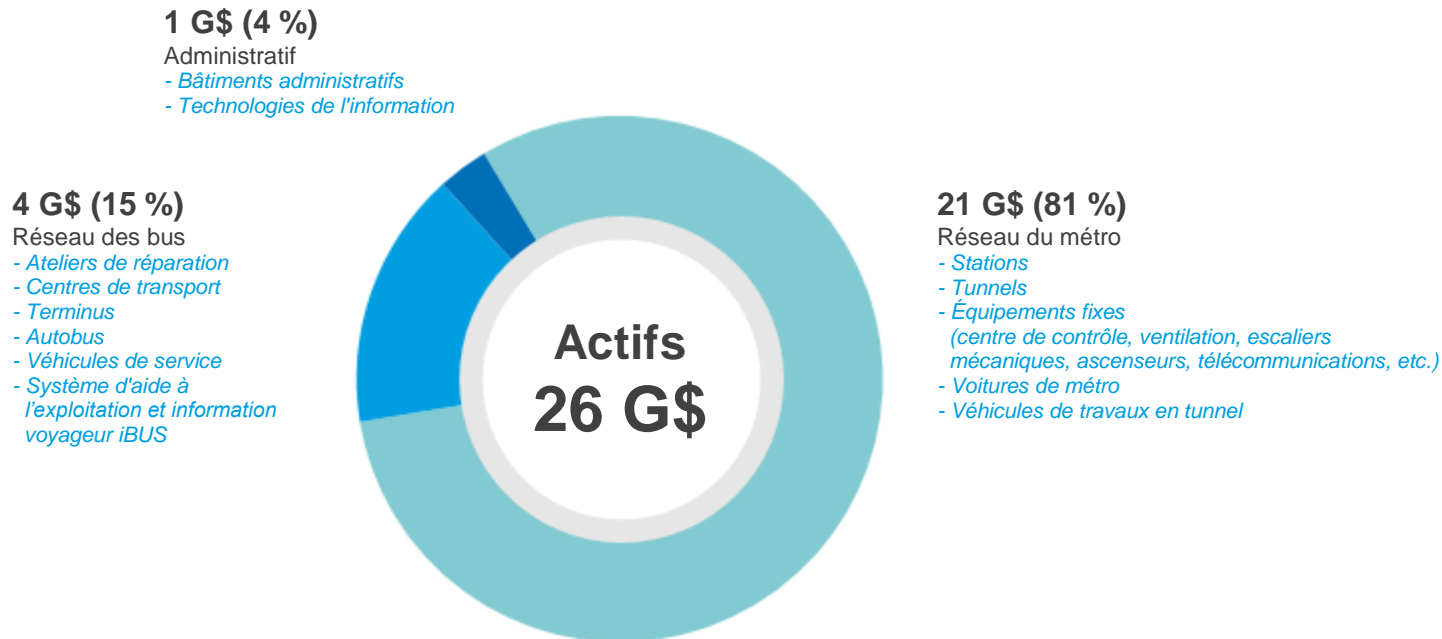 1 G$ (4 %)
Administratif
- Bâtiments administratifs
- Technologies de l'information
4 G$ (15 %)
Réseau des bus
- Ateliers de réparation
- Centres de transport
- Terminus
- Autobus
- Véhicules de service
- Système d'aide à
l'exploitation et information
voyageur iBUS
Actifs
26 G$
21 G$ (81 %)
Réseau du métro
- Stations
- Tunnels
- Équipements fixes
(centre de contrôle, ventilation, escaliers
mécaniques, ascenseurs, télécommunications, etc.)
- Voitures de métro
- Véhicules de travaux en tunnel